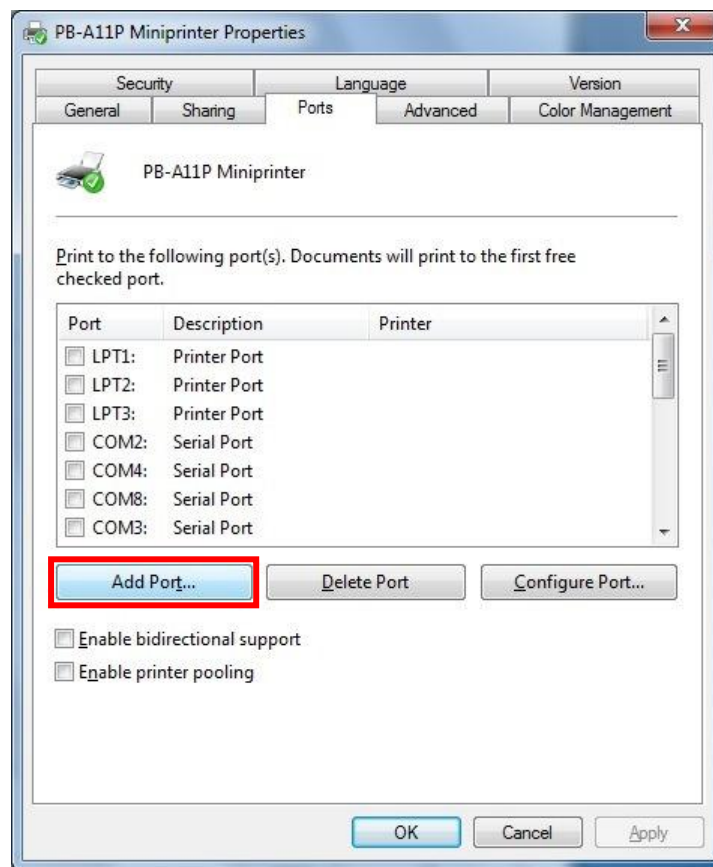 PB-A11P Miniprinter Properties
Security Language Version
General Sharing Ports Advanced Color Management
PB-A11P Miniprinter
Print to the following port(s). Documents will print to the first free
checked port.
Port Description Printer
LPT1: Printer Port
LPT2: Printer Port
LPT3: Printer Port
COM2: Serial Port
COM4: Serial Port
COM8: Serial Port
COM3: Serial Port
Add Port... Delete Port Configure Port...
Enable bidirectional support
Enable printer pooling
OK Cancel Apply